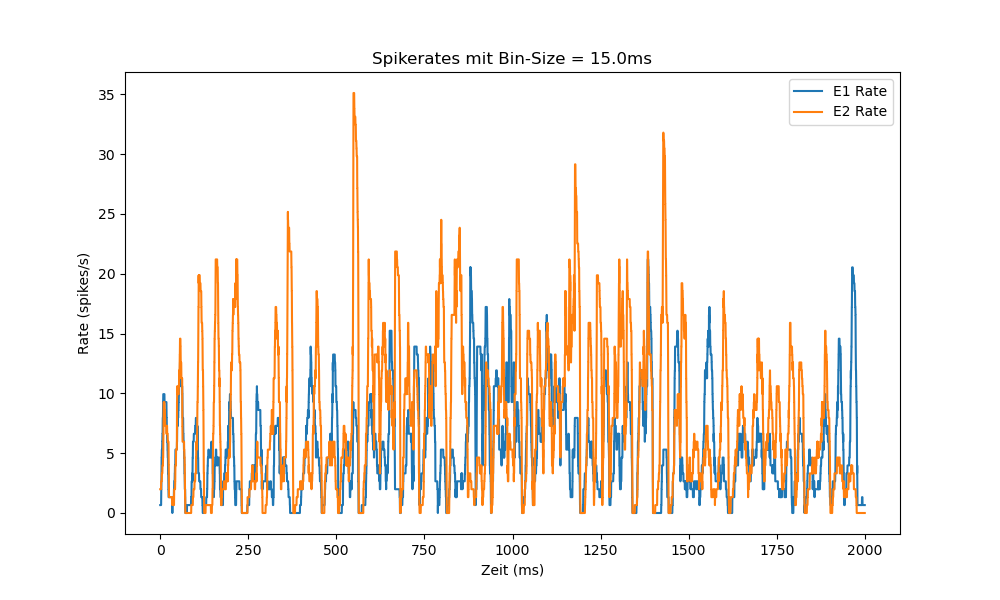 Spikerates mit Bin-Size = 15.0ms
E1 Rate
E2 Rate
Rate (spikes/s)
35
30
25
20
15
10
5
0
0 250 500 750 1000 1250 1500 1750 2000
Zeit (ms)